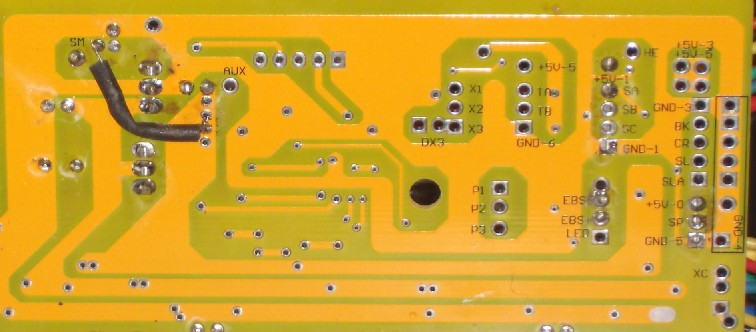 SM
AUX
X1
X2
X3
DX3
+5V-5
TA
TB
GND-6
HE
+5V-1
SA
SB
SC
GND-1
+5V-3
+5V-5
GND-3
BK
CR
SL
SLA
+5V-0
SP
GND-5
GND-4
P1
P2
P3
EBS
EBS
LED
XC